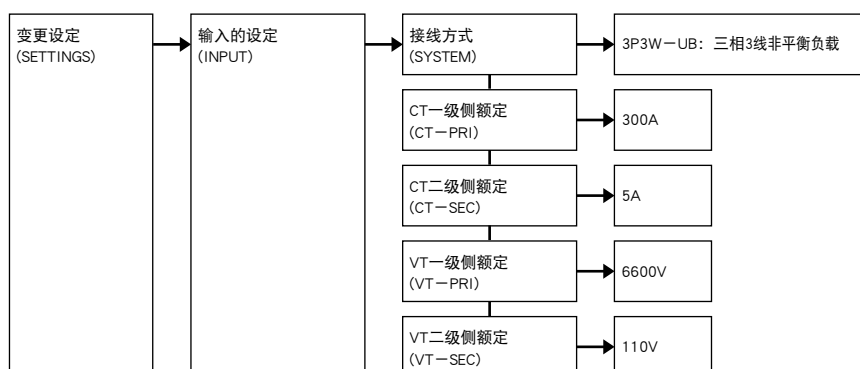 变更设定
(SETTINGS)
输入的设定
(INPUT)
接线方式
(SYSTEM)
3P3W－UB：三相3线非平衡负载
CT一级侧额定
(CT－PRI)
300A
CT二级侧额定
(CT－SEC)
5A
VT一级侧额定
(VT－PRI)
6600V
VT二级侧额定
(VT－SEC)
110V